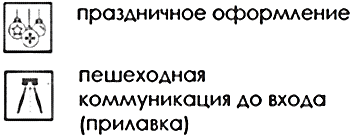 праздничное оформление
пешеходная
коммуникация до входа
(прилавка)